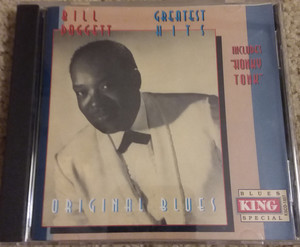 BILL
DOGGETT
GREATEST
HITS
INCLUDES
"HONKY
TONK"
ORIGINAL BLUES
BLUES
KING
SPECIAL